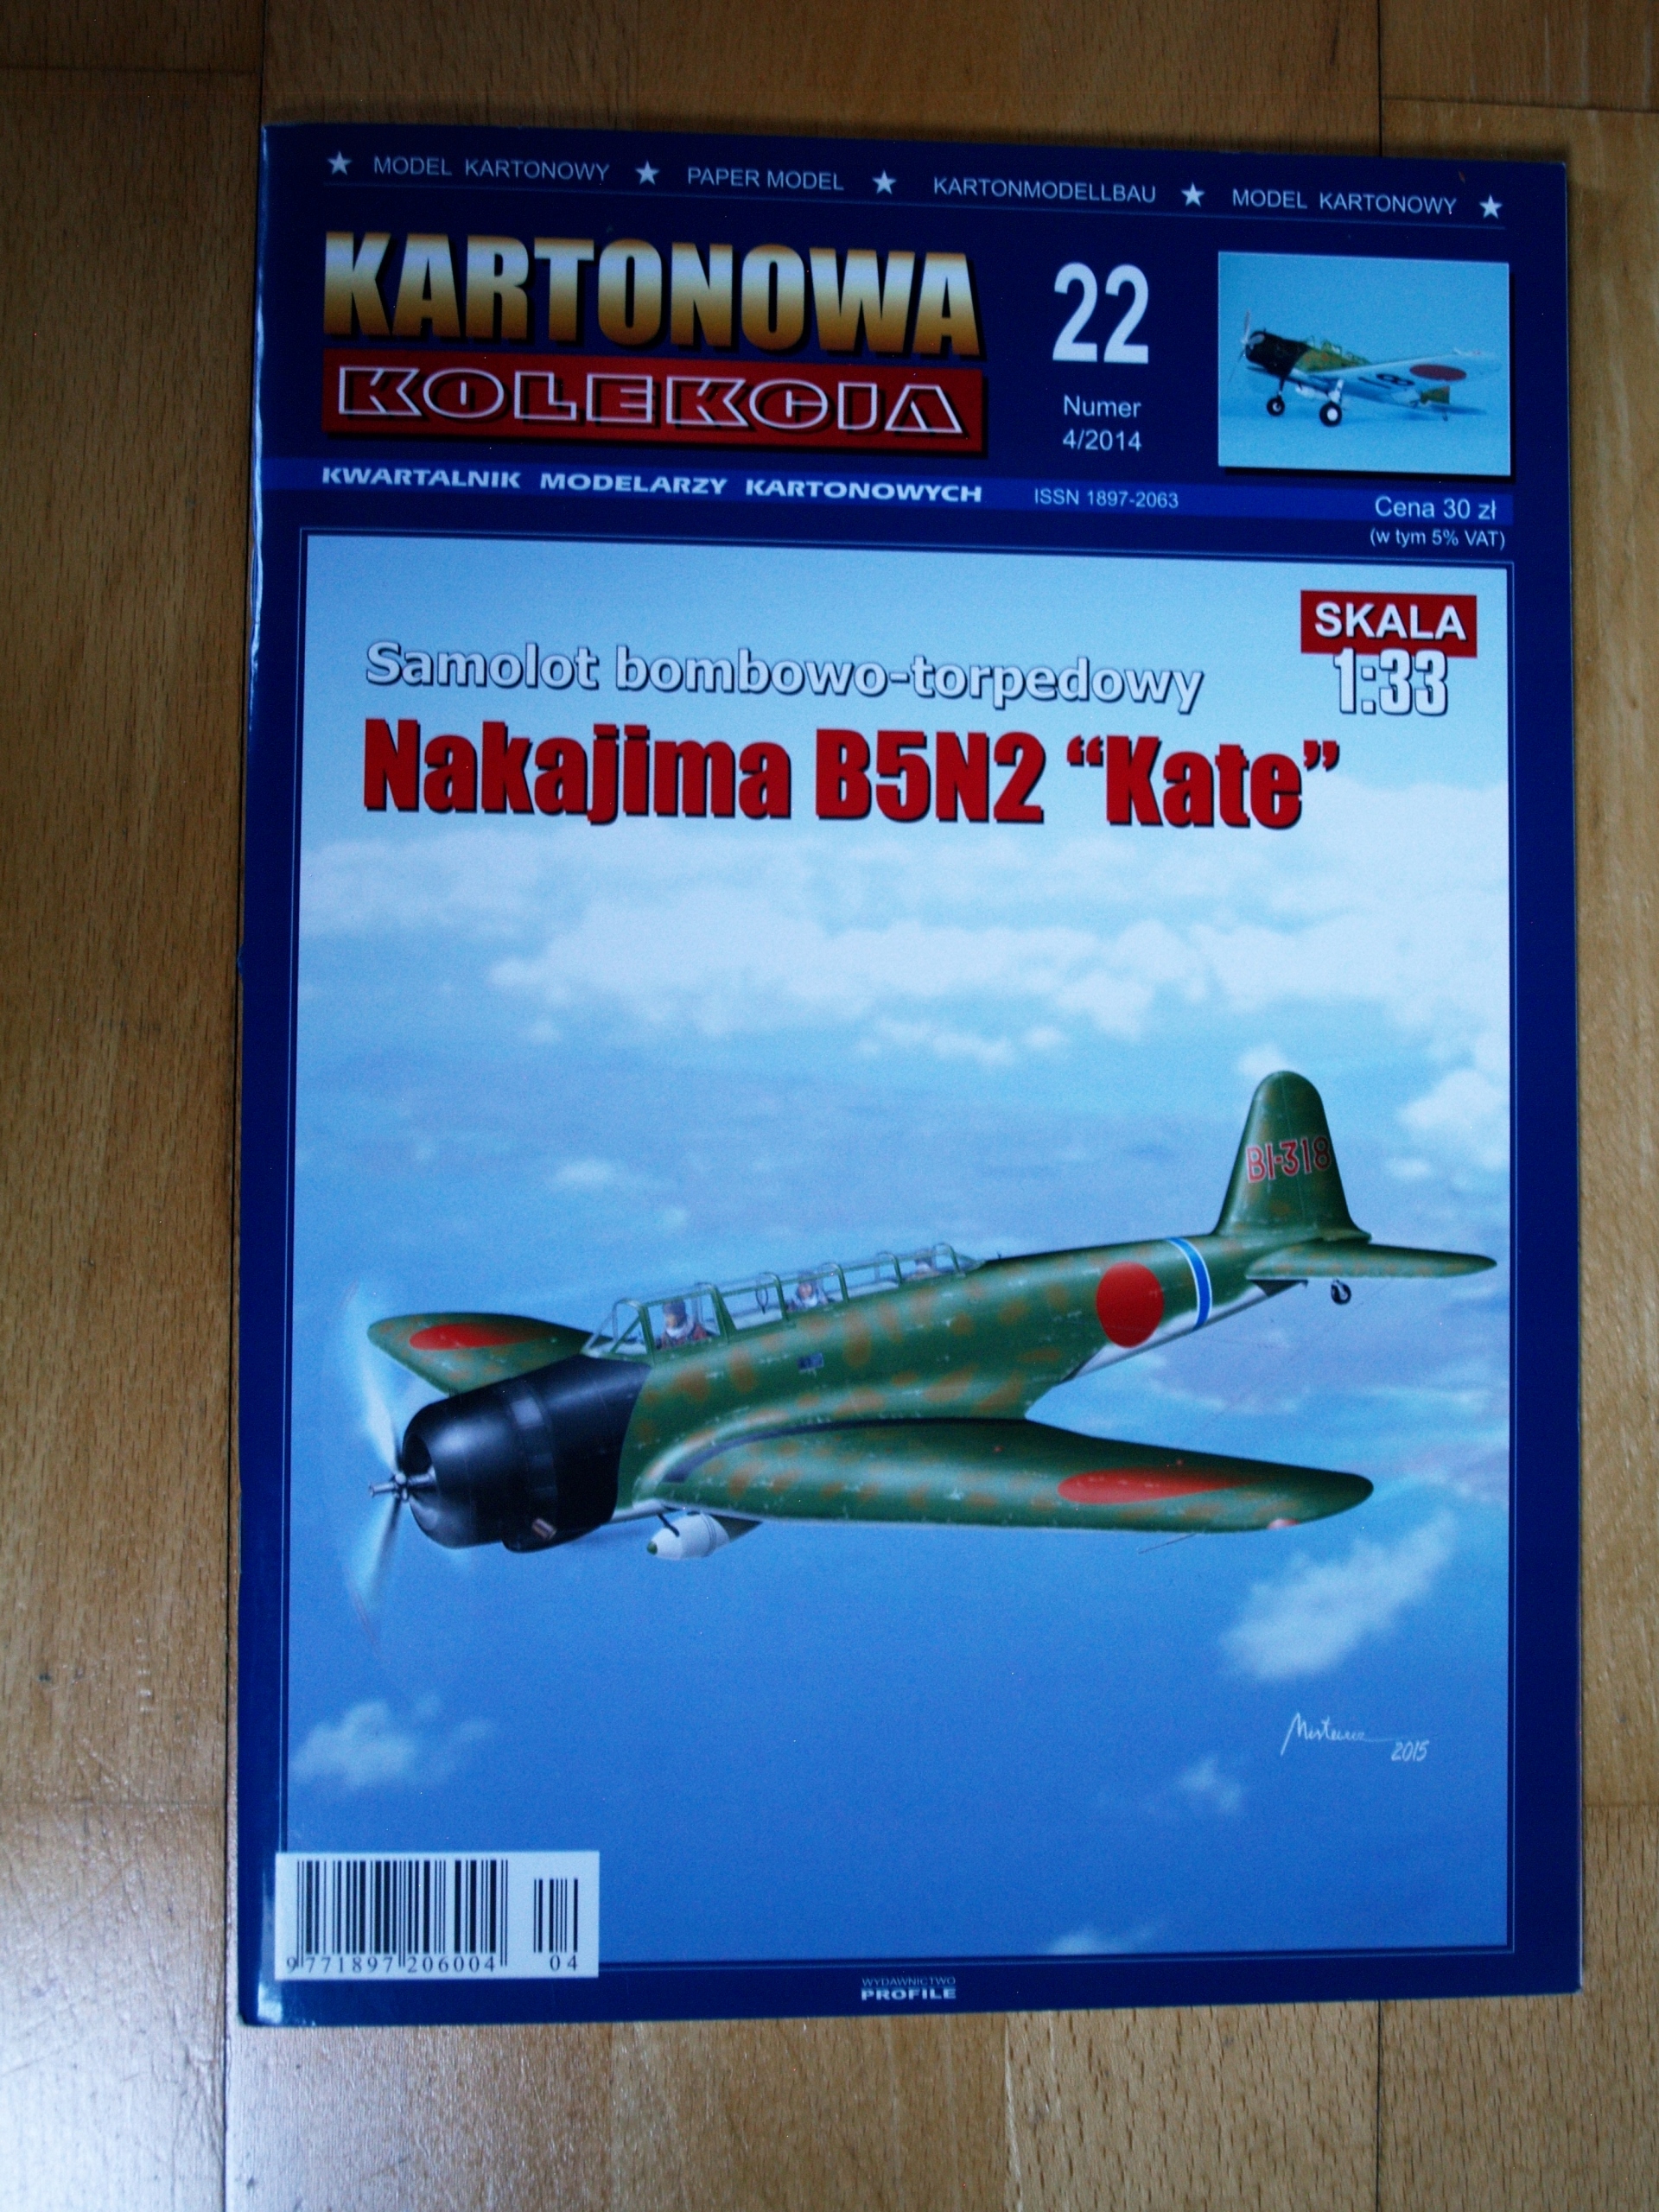 MODEL KARTONOWY ★ PAPER MODEL ★ KARTONMODELLBAU ★ MODEL KARTONOWY
KARTONOWA
KOLEKCJA
22
Numer
4/2014
KWARTALNIK MODELARZY KARTONOWYCH
ISSN 1897-2063
Cena 30 zł
(w tym 5% VAT)
SKALA
1:33
Samolot bombowo-torpedowy
Nakajima B5N2 “Kate”
BI-318
2015
9 771897 206004 04
WYDAWNICTWO
PROFILE